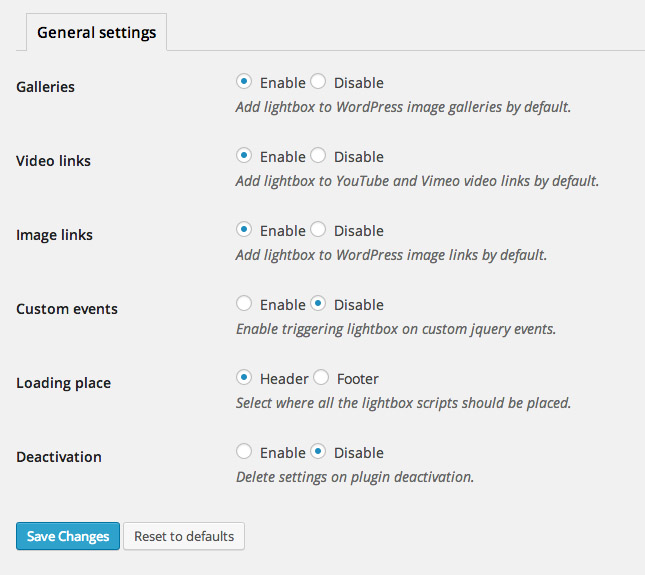 General settings
Galleries Enable Disable
Add lightbox to WordPress image galleries by default.
Video links Enable Disable
Add lightbox to YouTube and Vimeo video links by default.
Image links Enable Disable
Add lightbox to WordPress image links by default.
Custom events Enable Disable
Enable triggering lightbox on custom jquery events.
Loading place Header Footer
Select where all the lightbox scripts should be placed.
Deactivation Enable Disable
Delete settings on plugin deactivation.
Save Changes Reset to defaults